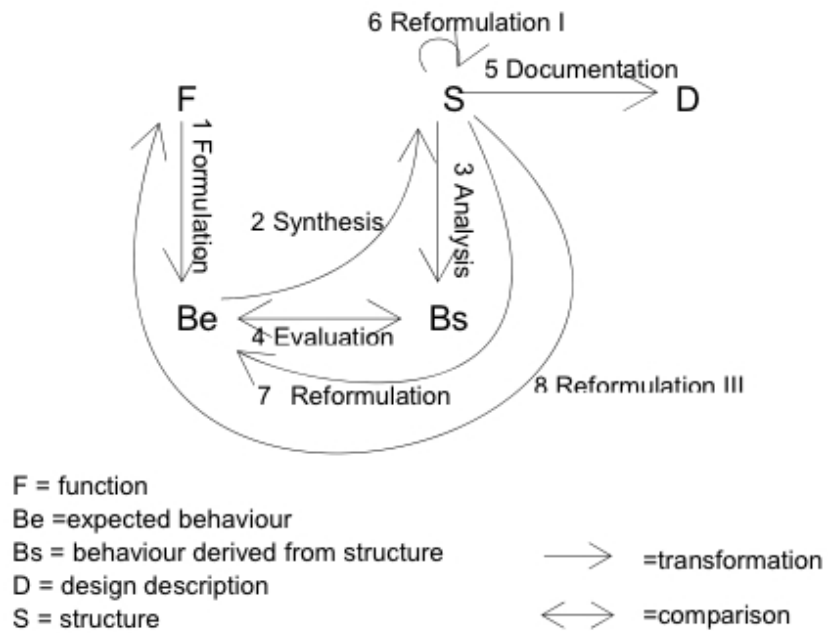 6 Reformulation I
5 Documentation
F
S
D
1 Formulation
3 Analysis
2 Synthesis
Be
Bs
4 Evaluation
7 Reformulation
8 Reformulation III
F = function
Be =expected behaviour
Bs = behaviour derived from structure
D = design description
S = structure
=transformation
=comparison